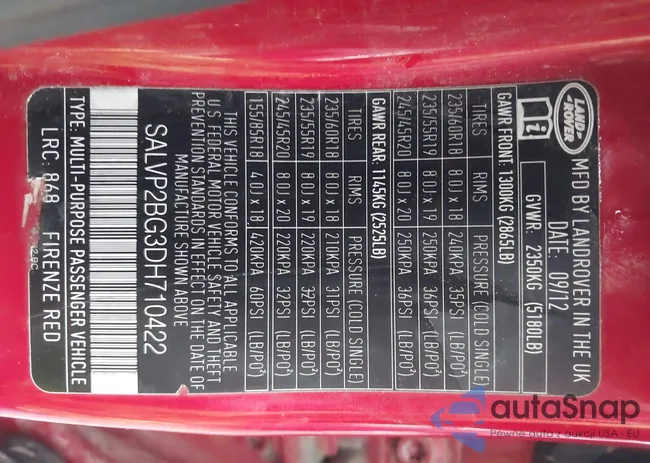 LAND-
ROVER
MFD BY LANDROVER IN THE UK
DATE: 09/12
GVWR: 2350KG (5180LB)
GAWR FRONT: 1300KG (2865LB)
TIRES RIMS PRESSURE (COLD SINGLE)
235/60R18 8.0J x 18 240KPA 35PSI (LB/PO²)
235/55R19 8.0J x 19 250KPA 36PSI (LB/PO²)
245/45R20 8.0J x 20 250KPA 36PSI (LB/PO²)
GAWR REAR: 1145KG (2525LB)
TIRES RIMS PRESSURE (COLD SINGLE)
235/60R18 8.0J x 18 210KPA 31PSI (LB/PO²)
235/55R19 8.0J x 19 220KPA 32PSI (LB/PO²)
245/45R20 8.0J x 20 220KPA 32PSI (LB/PO²)
155/85R18 4.0J x 18 420KPA 60PSI (LB/PO²)
THIS VEHICLE CONFORMS TO ALL APPLICABLE
U S FEDERAL MOTOR VEHICLE SAFETY AND THEFT
PREVENTION STANDARDS IN EFFECT ON THE DATE OF
MANUFACTURE SHOWN ABOVE
SALVP2BG3DH710422
TYPE: MULTI-PURPOSE PASSENGER VEHICLE
LRC: 868 FIRENZE RED
autaSnap
Pewne auta z aukcji USA i EU